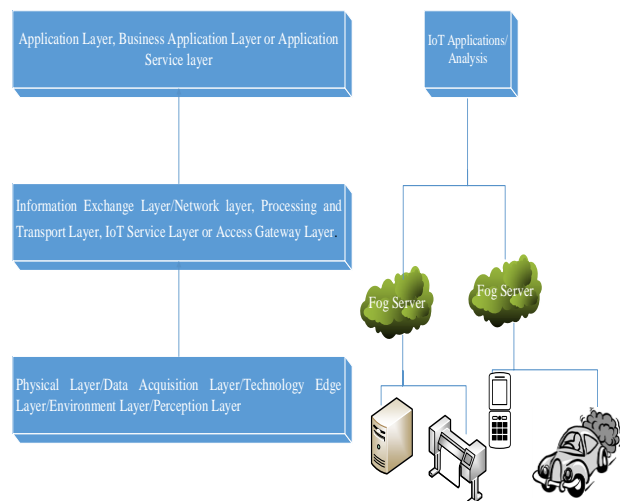 Application Layer, Business Application Layer or Application
Service layer
IoT Applications/
Analysis
Information Exchange Layer/Network layer, Processing and
Transport Layer, IoT Service Layer or Access Gateway Layer.
Fog Server
Fog Server
Physical Layer/Data Acquisition Layer/Technology Edge
Layer/Environment Layer/Perception Layer